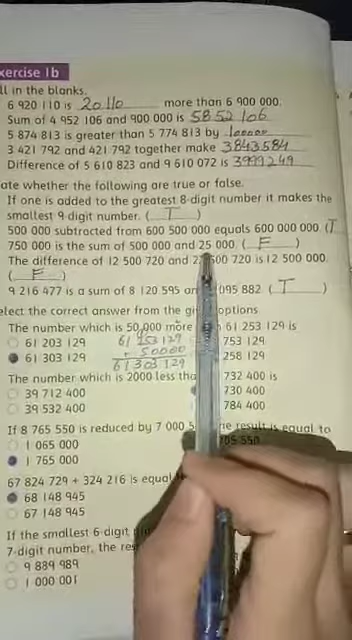 xercise 1b
ll in the blanks.
6 920 110 is 20110 more than 6 900 000.
Sum of 4 952 106 and 900 000 is 5852106
5 874 813 is greater than 5 774 813 by 100000
3 421 792 and 421 792 together make 3843584
Difference of 5 610 823 and 9 610 072 is 3999249
ate whether the following are true or false.
If one is added to the greatest 8-digit number it makes the
smallest 9-digit number. ( T )
500 000 subtracted from 600 500 000 equals 600 000 000. (T
750 000 is the sum of 500 000 and 25 000. ( F )
The difference of 12 500 720 and 500 720 is 12 500 000.
( F )
9 216 477 is a sum of 8 120 595 an 095 882 ( T )
elect the correct answer from the gi options
The number which is 50 000 more 61 253 129 is
61 203 129 753 129
61 303 129 258 129
61 253 129
+ 50000
61 303 129
The number which is 2000 less tha 732 400 is
39 712 400 730 400
39 532 400 784 400
If 8 765 550 is reduced by 7 000 5 e result is equal to
1 065 000 705 550
1 765 000
67 824 729 + 324 216 is equal
68 148 945
67 148 945
If the smallest 6-digit
7-digit number, the res
9 889 989
1 000 001